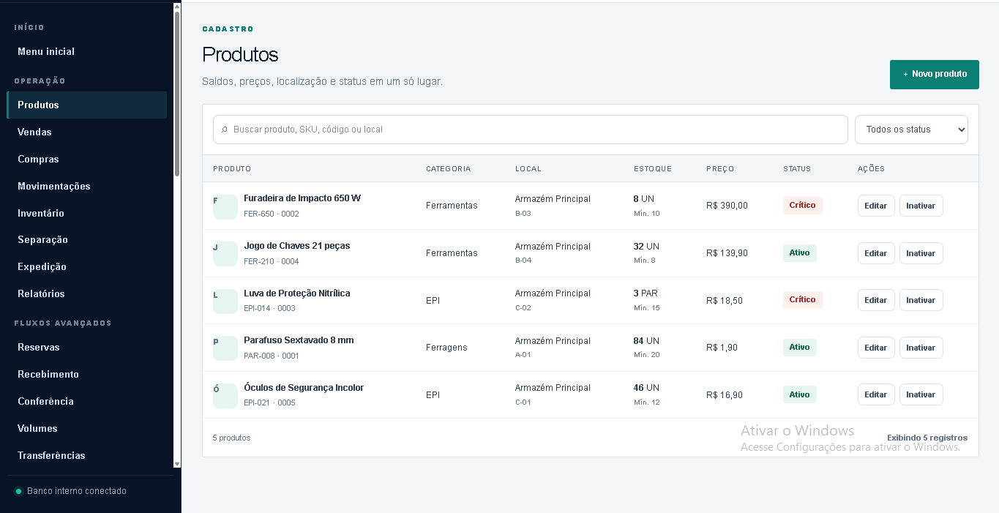 INÍCIO
Menu inicial
OPERAÇÃO
Produtos
Vendas
Compras
Movimentações
Inventário
Separação
Expedição
Relatórios
FLUXOS AVANÇADOS
Reservas
Recebimento
Conferência
Volumes
Transferências
Banco interno conectado
CADASTRO
Produtos
Saldos, preços, localização e status em um só lugar.
+ Novo produto
Buscar produto, SKU, código ou local
Todos os status
PRODUTO CATEGORIA LOCAL ESTOQUE PREÇO STATUS AÇÕES
F Furadeira de Impacto 650 W Ferramentas Armazém Principal 8 UN R$ 390,00 Crítico Editar Inativar
FER-650 · 0002 B-03 Mín. 10
J Jogo de Chaves 21 peças Ferramentas Armazém Principal 32 UN R$ 139,90 Ativo Editar Inativar
FER-210 · 0004 B-04 Mín. 8
L Luva de Proteção Nitrílica EPI Armazém Principal 3 PAR R$ 18,50 Crítico Editar Inativar
EPI-014 · 0003 C-02 Mín. 15
P Parafuso Sextavado 8 mm Ferragens Armazém Principal 84 UN R$ 1,90 Ativo Editar Inativar
PAR-008 · 0001 A-01 Mín. 20
Ó Óculos de Segurança Incolor EPI Armazém Principal 46 UN R$ 16,90 Ativo Editar Inativar
EPI-021 · 0005 C-01 Mín. 12
5 produtos Exibindo 5 registros
Ativar o Windows
Acesse Configurações para ativar o Windows.